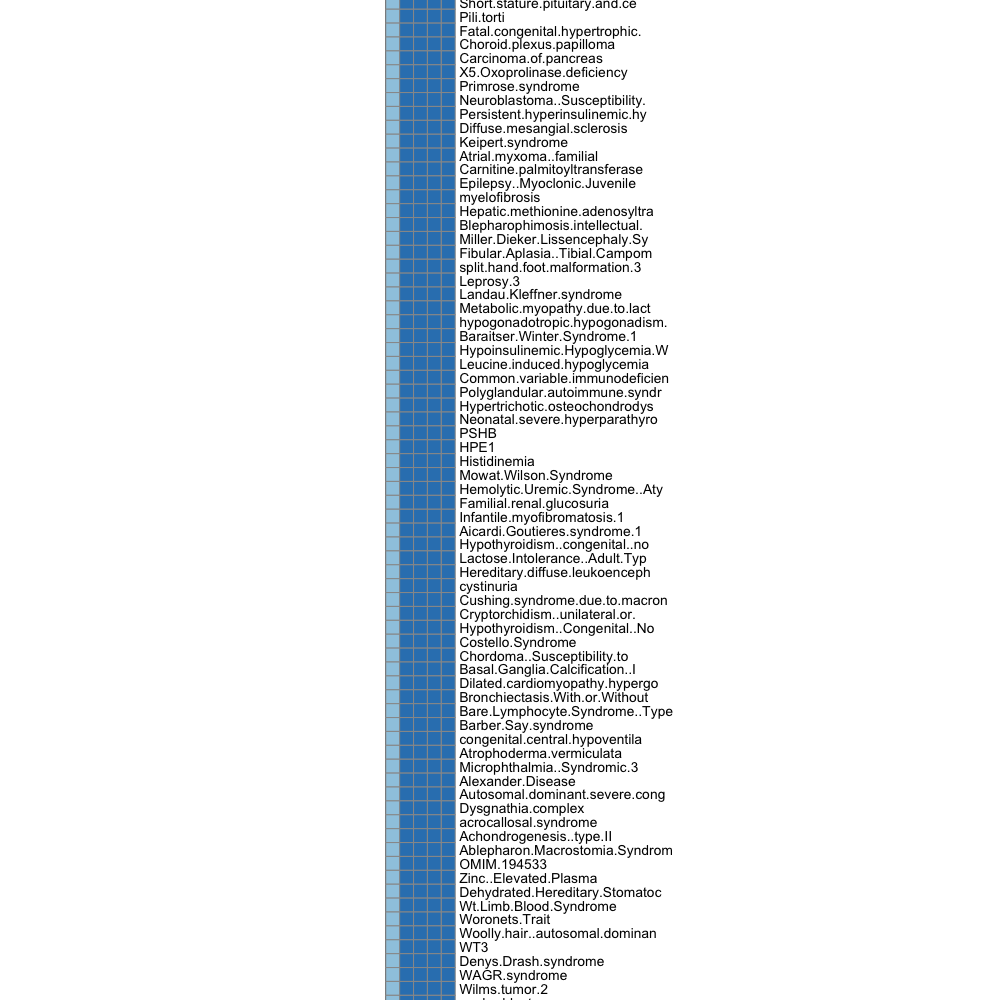 Short.stature.pituitary.and.ce
Pili.torti
Fatal.congenital.hypertrophic.
Choroid.plexus.papilloma
Carcinoma.of.pancreas
X5.Oxoprolinase.deficiency
Primrose.syndrome
Neuroblastoma..Susceptibility.
Persistent.hyperinsulinemic.hy
Diffuse.mesangial.sclerosis
Keipert.syndrome
Atrial.myxoma..familial
Carnitine.palmitoyltransferase
Epilepsy..Myoclonic.Juvenile
myelofibrosis
Hepatic.methionine.adenosyltra
Blepharophimosis.intellectual.
Miller.Dieker.Lissencephaly.Sy
Fibular.Aplasia..Tibial.Campom
split.hand.foot.malformation.3
Leprosy.3
Landau.Kleffner.syndrome
Metabolic.myopathy.due.to.lact
hypogonadotropic.hypogonadism.
Baraitser.Winter.Syndrome.1
Hypoinsulinemic.Hypoglycemia.W
Leucine.induced.hypoglycemia
Common.variable.immunodeficien
Polyglandular.autoimmune.syndr
Hypertrichotic.osteochondrodys
Neonatal.severe.hyperparathyro
PSHB
HPE1
Histidinemia
Mowat.Wilson.Syndrome
Hemolytic.Uremic.Syndrome..Aty
Familial.renal.glucosuria
Infantile.myofibromatosis.1
Aicardi.Goutieres.syndrome.1
Hypothyroidism..congenital..no
Lactose.Intolerance..Adult.Typ
Hereditary.diffuse.leukoenceph
cystinuria
Cushing.syndrome.due.to.macron
Cryptorchidism..unilateral.or.
Hypothyroidism..Congenital..No
Costello.Syndrome
Chordoma..Susceptibility.to
Basal.Ganglia.Calcification..I
Dilated.cardiomyopathy.hypergo
Bronchiectasis.With.or.Without
Bare.Lymphocyte.Syndrome..Type
Barber.Say.syndrome
congenital.central.hypoventila
Atrophoderma.vermiculata
Microphthalmia..Syndromic.3
Alexander.Disease
Autosomal.dominant.severe.cong
Dysgnathia.complex
acrocallosal.syndrome
Achondrogenesis..type.II
Ablepharon.Macrostomia.Syndrom
OMIM.194533
Zinc..Elevated.Plasma
Dehydrated.Hereditary.Stomatoc
Wt.Limb.Blood.Syndrome
Woronets.Trait
Woolly.hair..autosomal.dominan
WT3
Denys.Drash.syndrome
WAGR.syndrome
Wilms.tumor.2